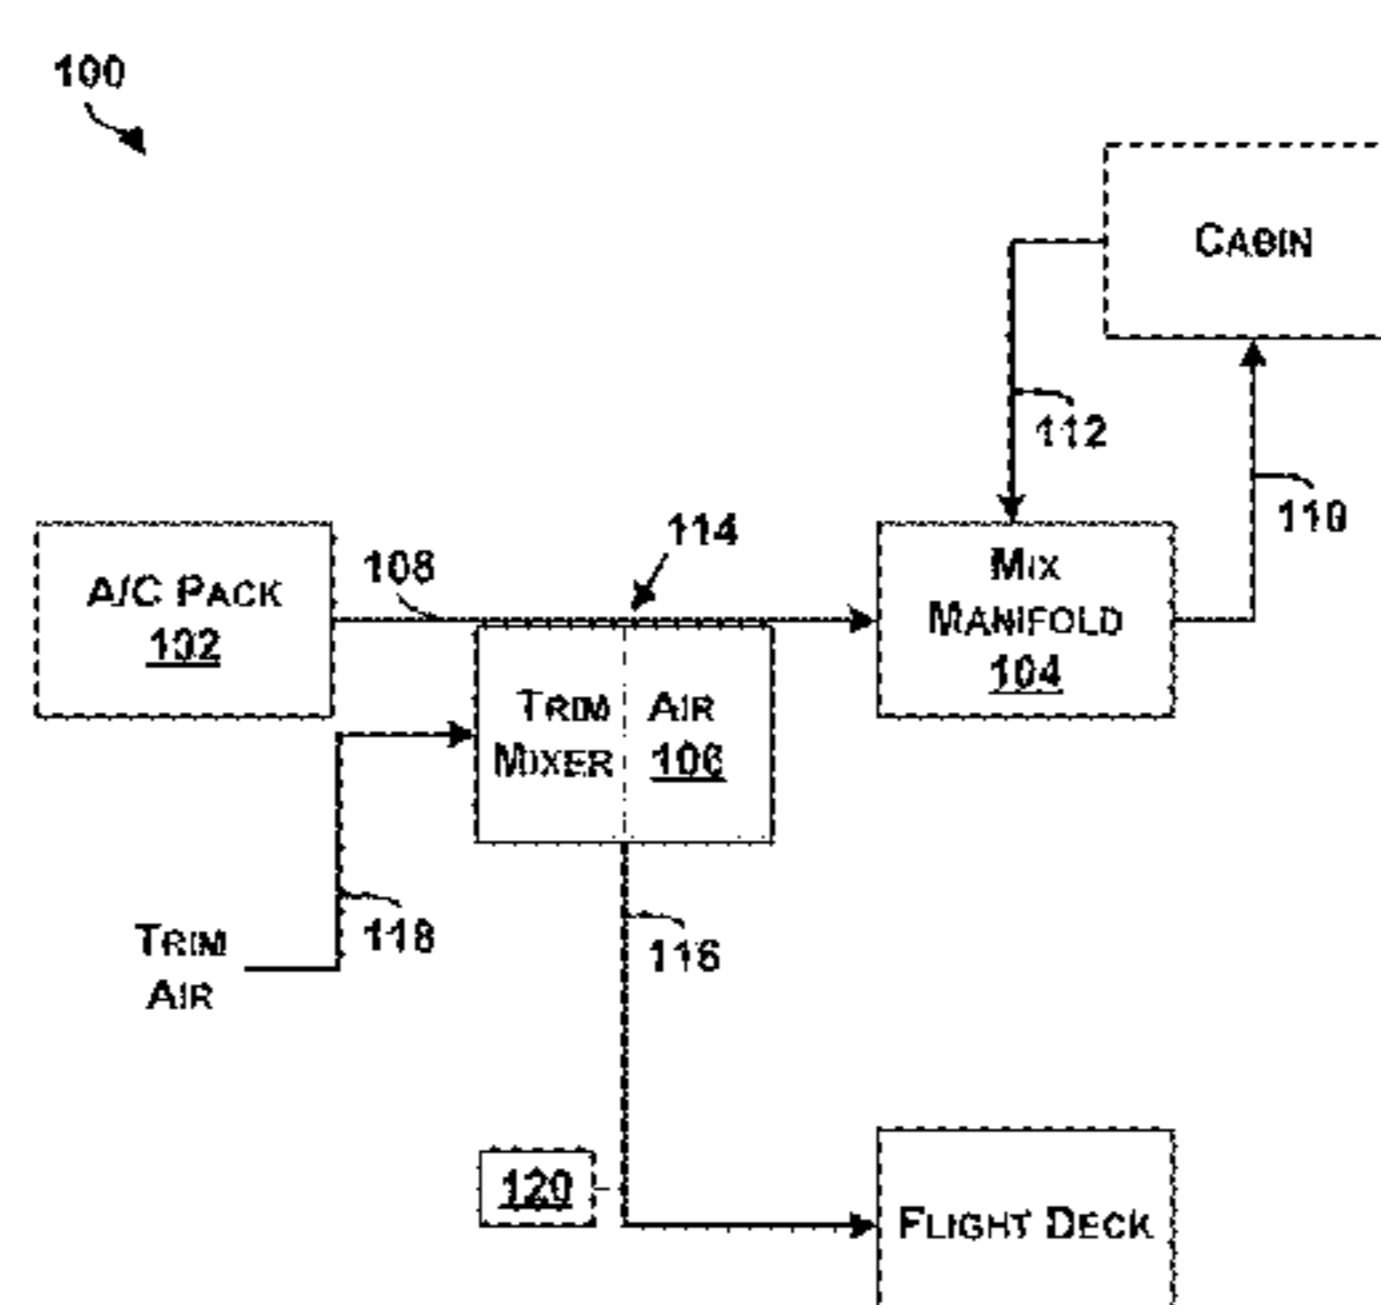 100
CABIN
112
110
114
108
A/C PACK
102
MIX
MANIFOLD
104
TRIM AIR
MIXER 106
118
116
TRIM
AIR
120
FLIGHT DECK